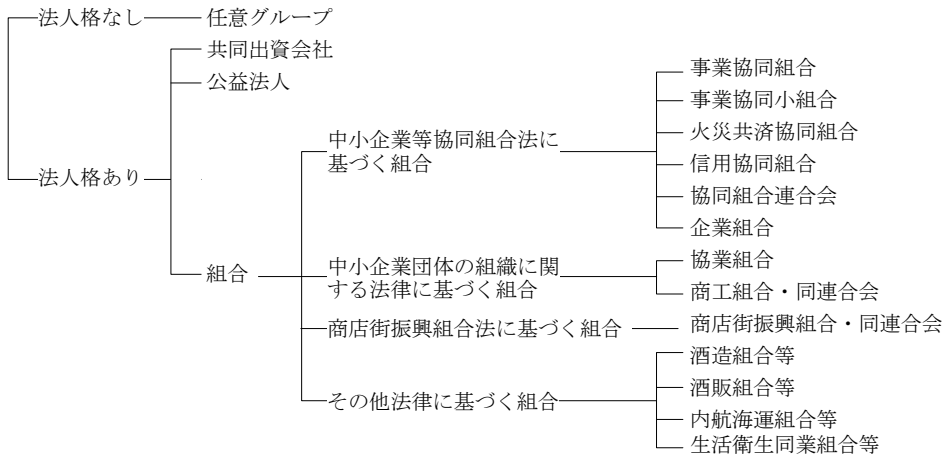 法人格なし
任意グループ
共同出資会社
公益法人
法人格あり
組合
中小企業等協同組合法に
基づく組合
事業協同組合
事業協同小組合
火災共済協同組合
信用協同組合
協同組合連合会
企業組合
中小企業団体の組織に関
する法律に基づく組合
協業組合
商工組合・同連合会
商店街振興組合法に基づく組合
商店街振興組合・同連合会
その他法律に基づく組合
酒造組合等
酒販組合等
内航海運組合等
生活衛生同業組合等